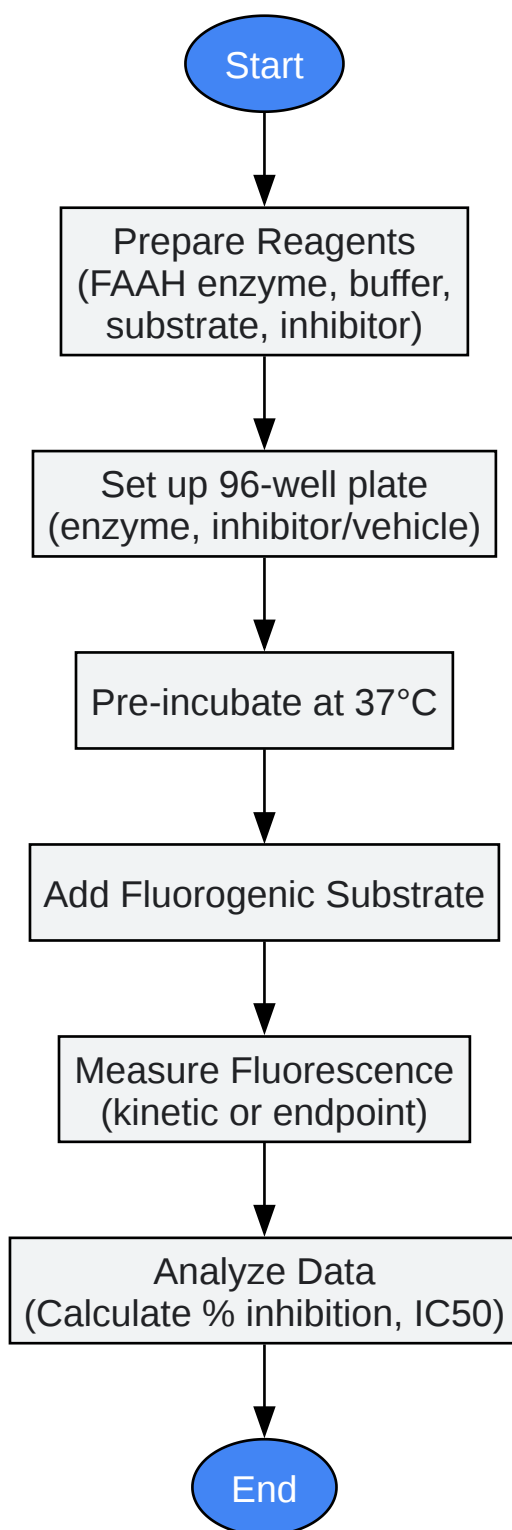 Start
Prepare Reagents
(FAAH enzyme, buffer,
substrate, inhibitor)
Set up 96-well plate
(enzyme, inhibitor/vehicle)
Pre-incubate at 37°C
Add Fluorogenic Substrate
Measure Fluorescence
(kinetic or endpoint)
Analyze Data
(Calculate % inhibition, IC50)
End